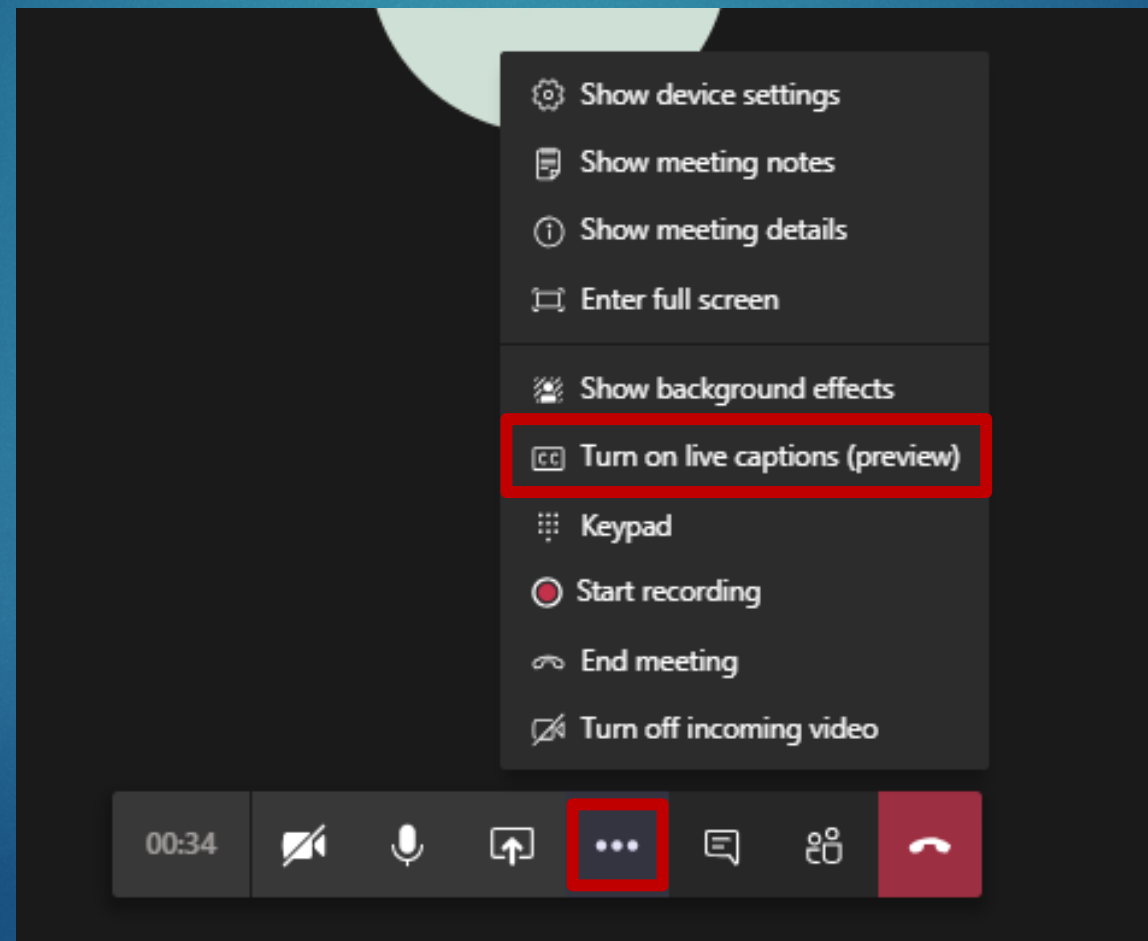 Show device settings
Show meeting notes
Show meeting details
Enter full screen
Show background effects
CC Turn on live captions (preview)
Keypad
Start recording
End meeting
Turn off incoming video
00:34